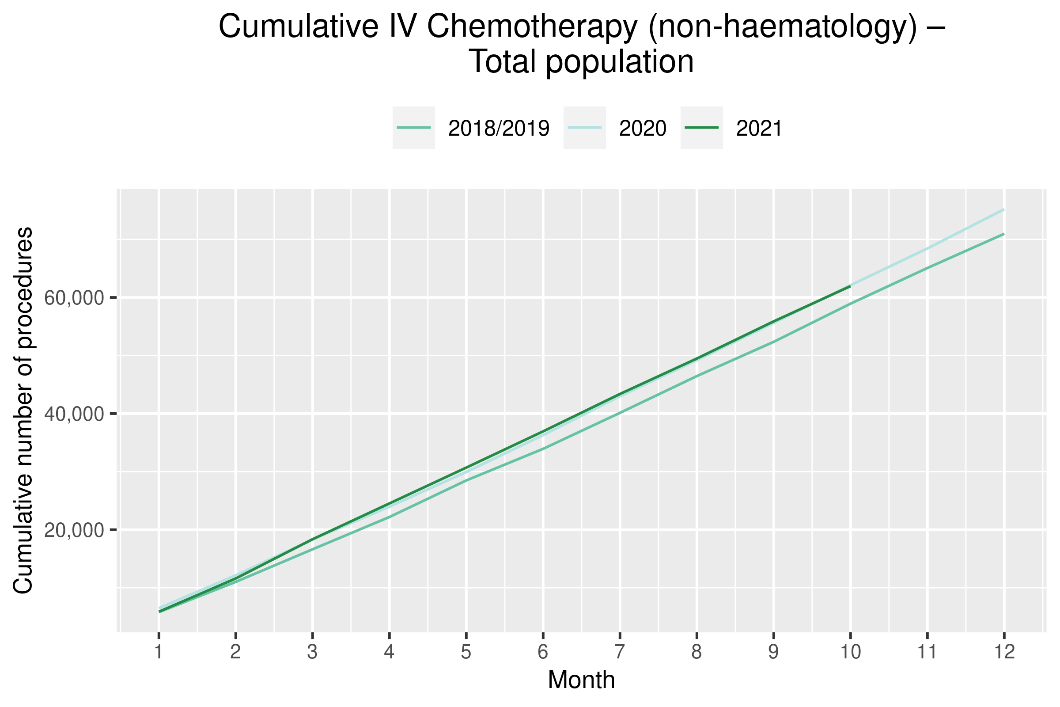 Cumulative IV Chemotherapy (non-haematology) –
Total population
2018/2019 2020 2021
Cumulative number of procedures
60,000
40,000
20,000
1 2 3 4 5 6 7 8 9 10 11 12
Month